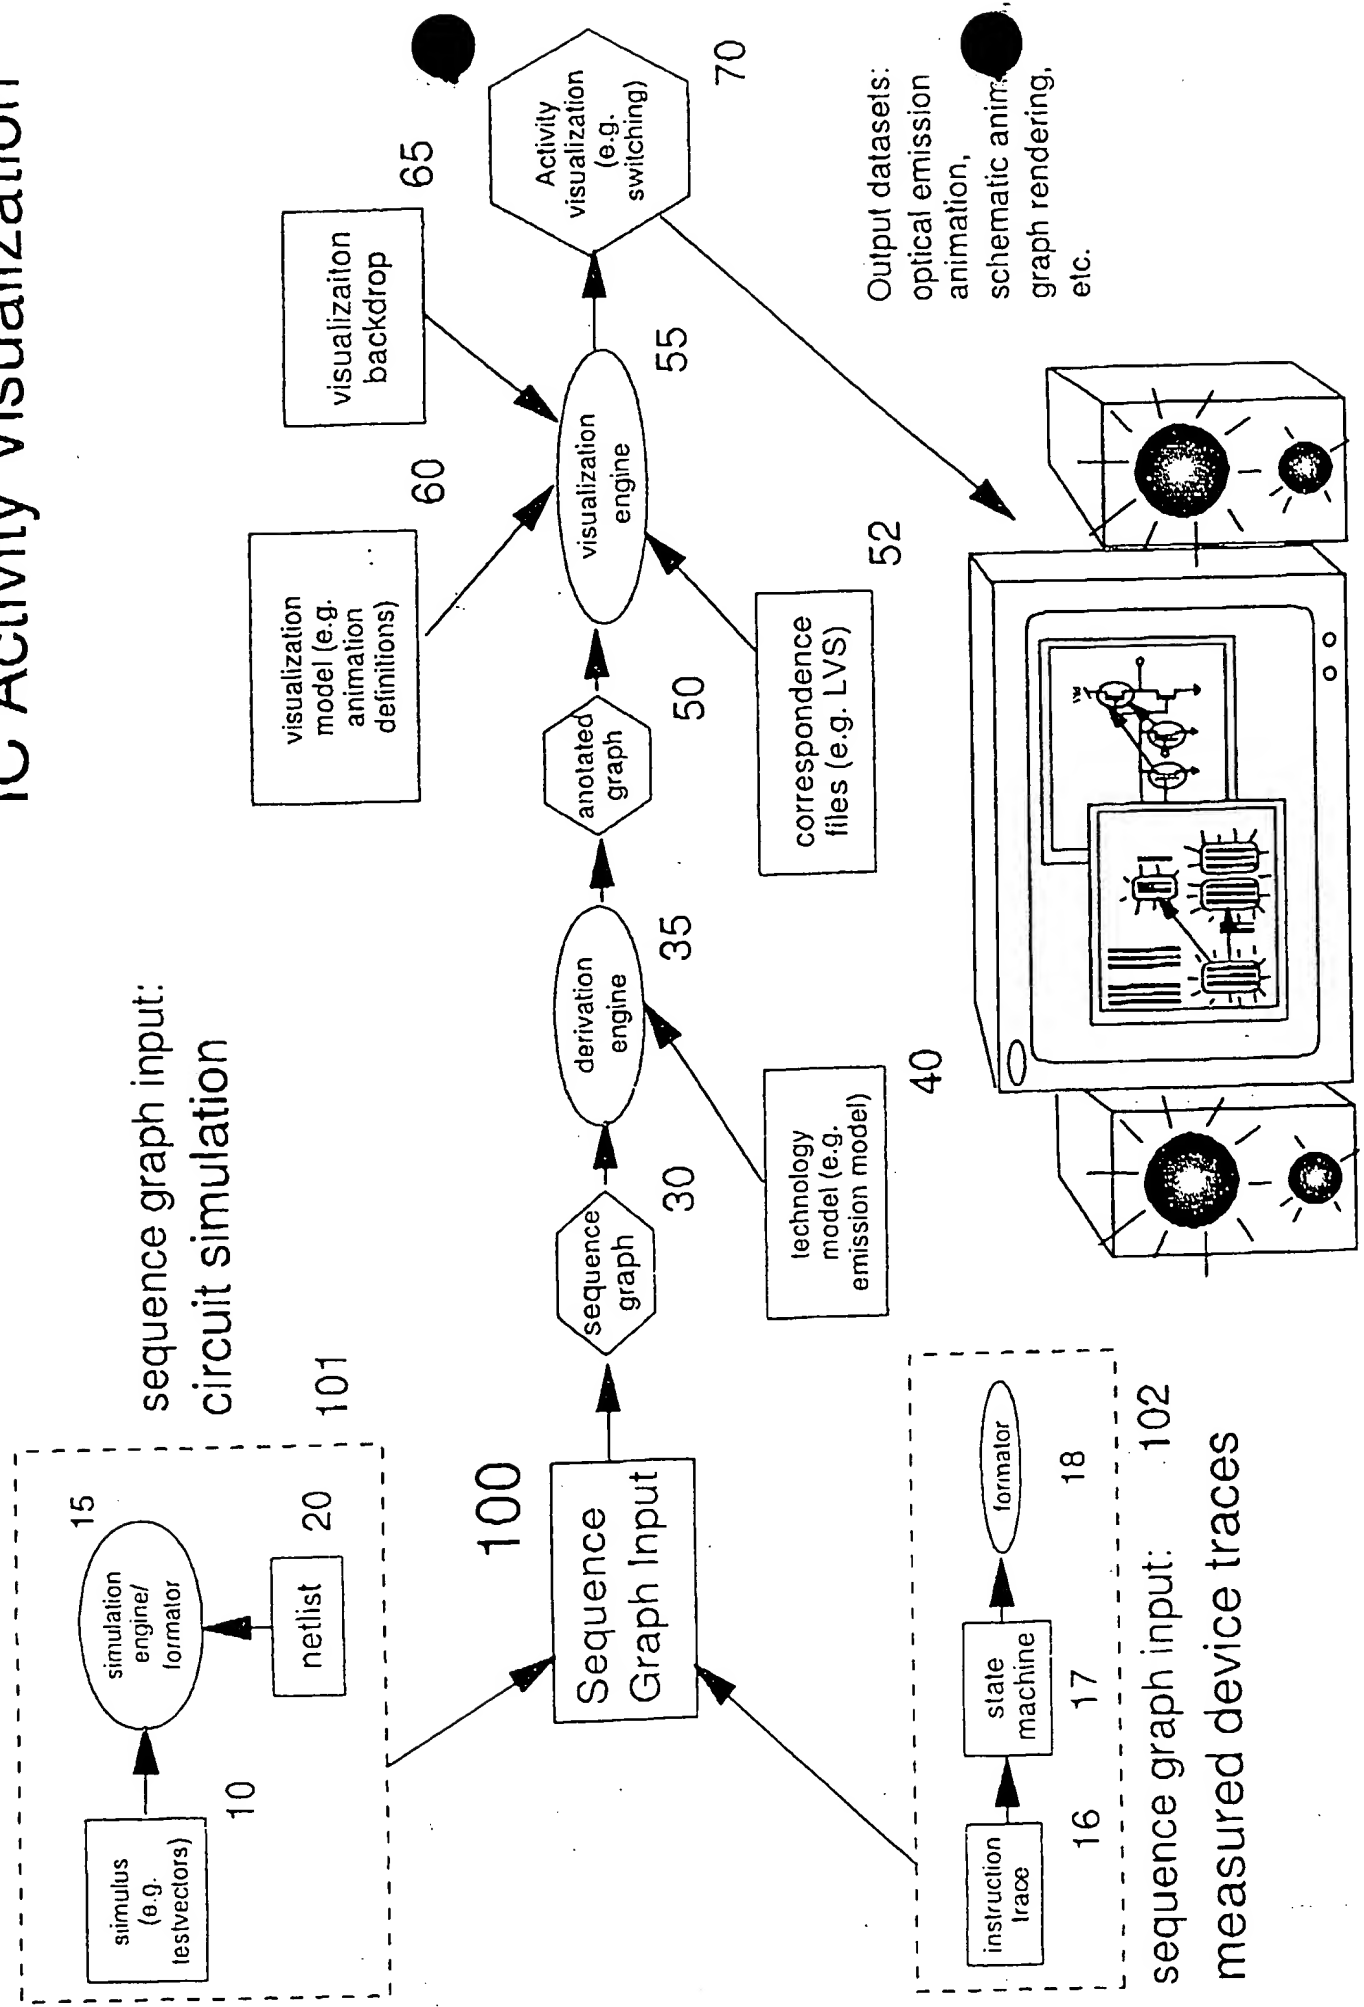 IC Activity Visualization
sequence graph input:
circuit simulation
101
15
simulation
engine/
formator
stimulus
(e.g.
testvectors)
10
netlist
20
100
Sequence
Graph Input
sequence
graph
30
derivation
engine
35
technology
model (e.g.
emission model)
40
anotated
graph
50
visualization
model (e.g.
animation
definitions)
60
visualizaiton
backdrop
65
visualization
engine
55
correspondence
files (e.g. LVS)
52
Activity
visualization
(e.g.
switching)
70
Output datasets:
optical emission
animation,
schematic anim
graph rendering,
etc.
instruction
trace
16
state
machine
17
formator
18
sequence graph input: 102
measured device traces